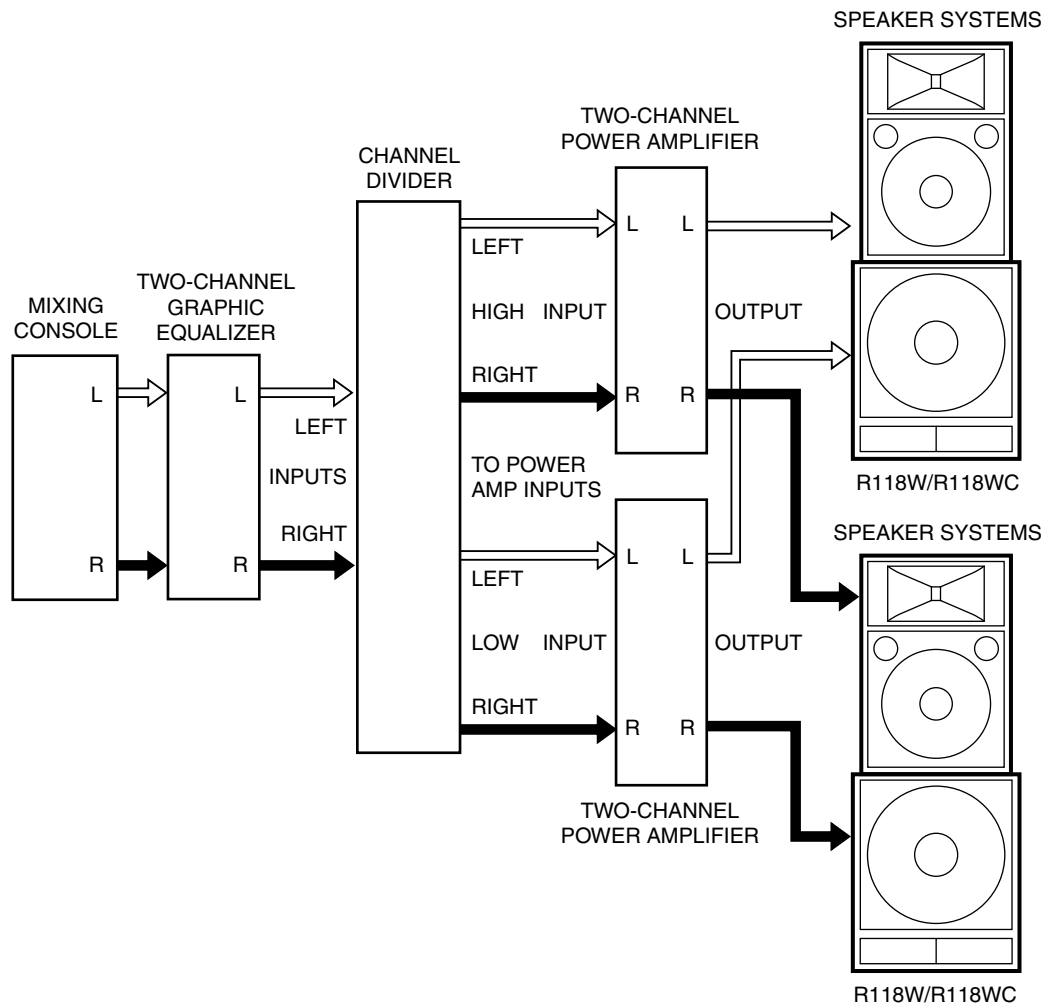 SPEAKER SYSTEMS
TWO-CHANNEL
POWER AMPLIFIER
CHANNEL
DIVIDER
L L
LEFT
TWO-CHANNEL
GRAPHIC
EQUALIZER
MIXING
CONSOLE
HIGH INPUT OUTPUT
RIGHT
L L
R R
LEFT
INPUTS
TO POWER
AMP INPUTS
R118W/R118WC
RIGHT
SPEAKER SYSTEMS
R R
L L
LEFT
LOW INPUT OUTPUT
RIGHT
R R
TWO-CHANNEL
POWER AMPLIFIER
R118W/R118WC